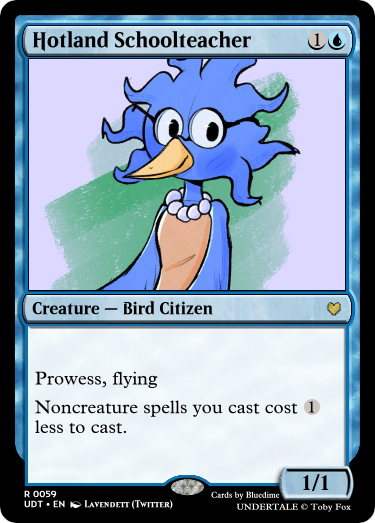 Hotland Schoolteacher 1
Creature — Bird Citizen
Prowess, flying
Noncreature spells you cast cost 1
less to cast.
1/1
R 0059
UDT • EN Lavendett (Twitter)
Cards by Bluedime
UNDERTALE © Toby Fox